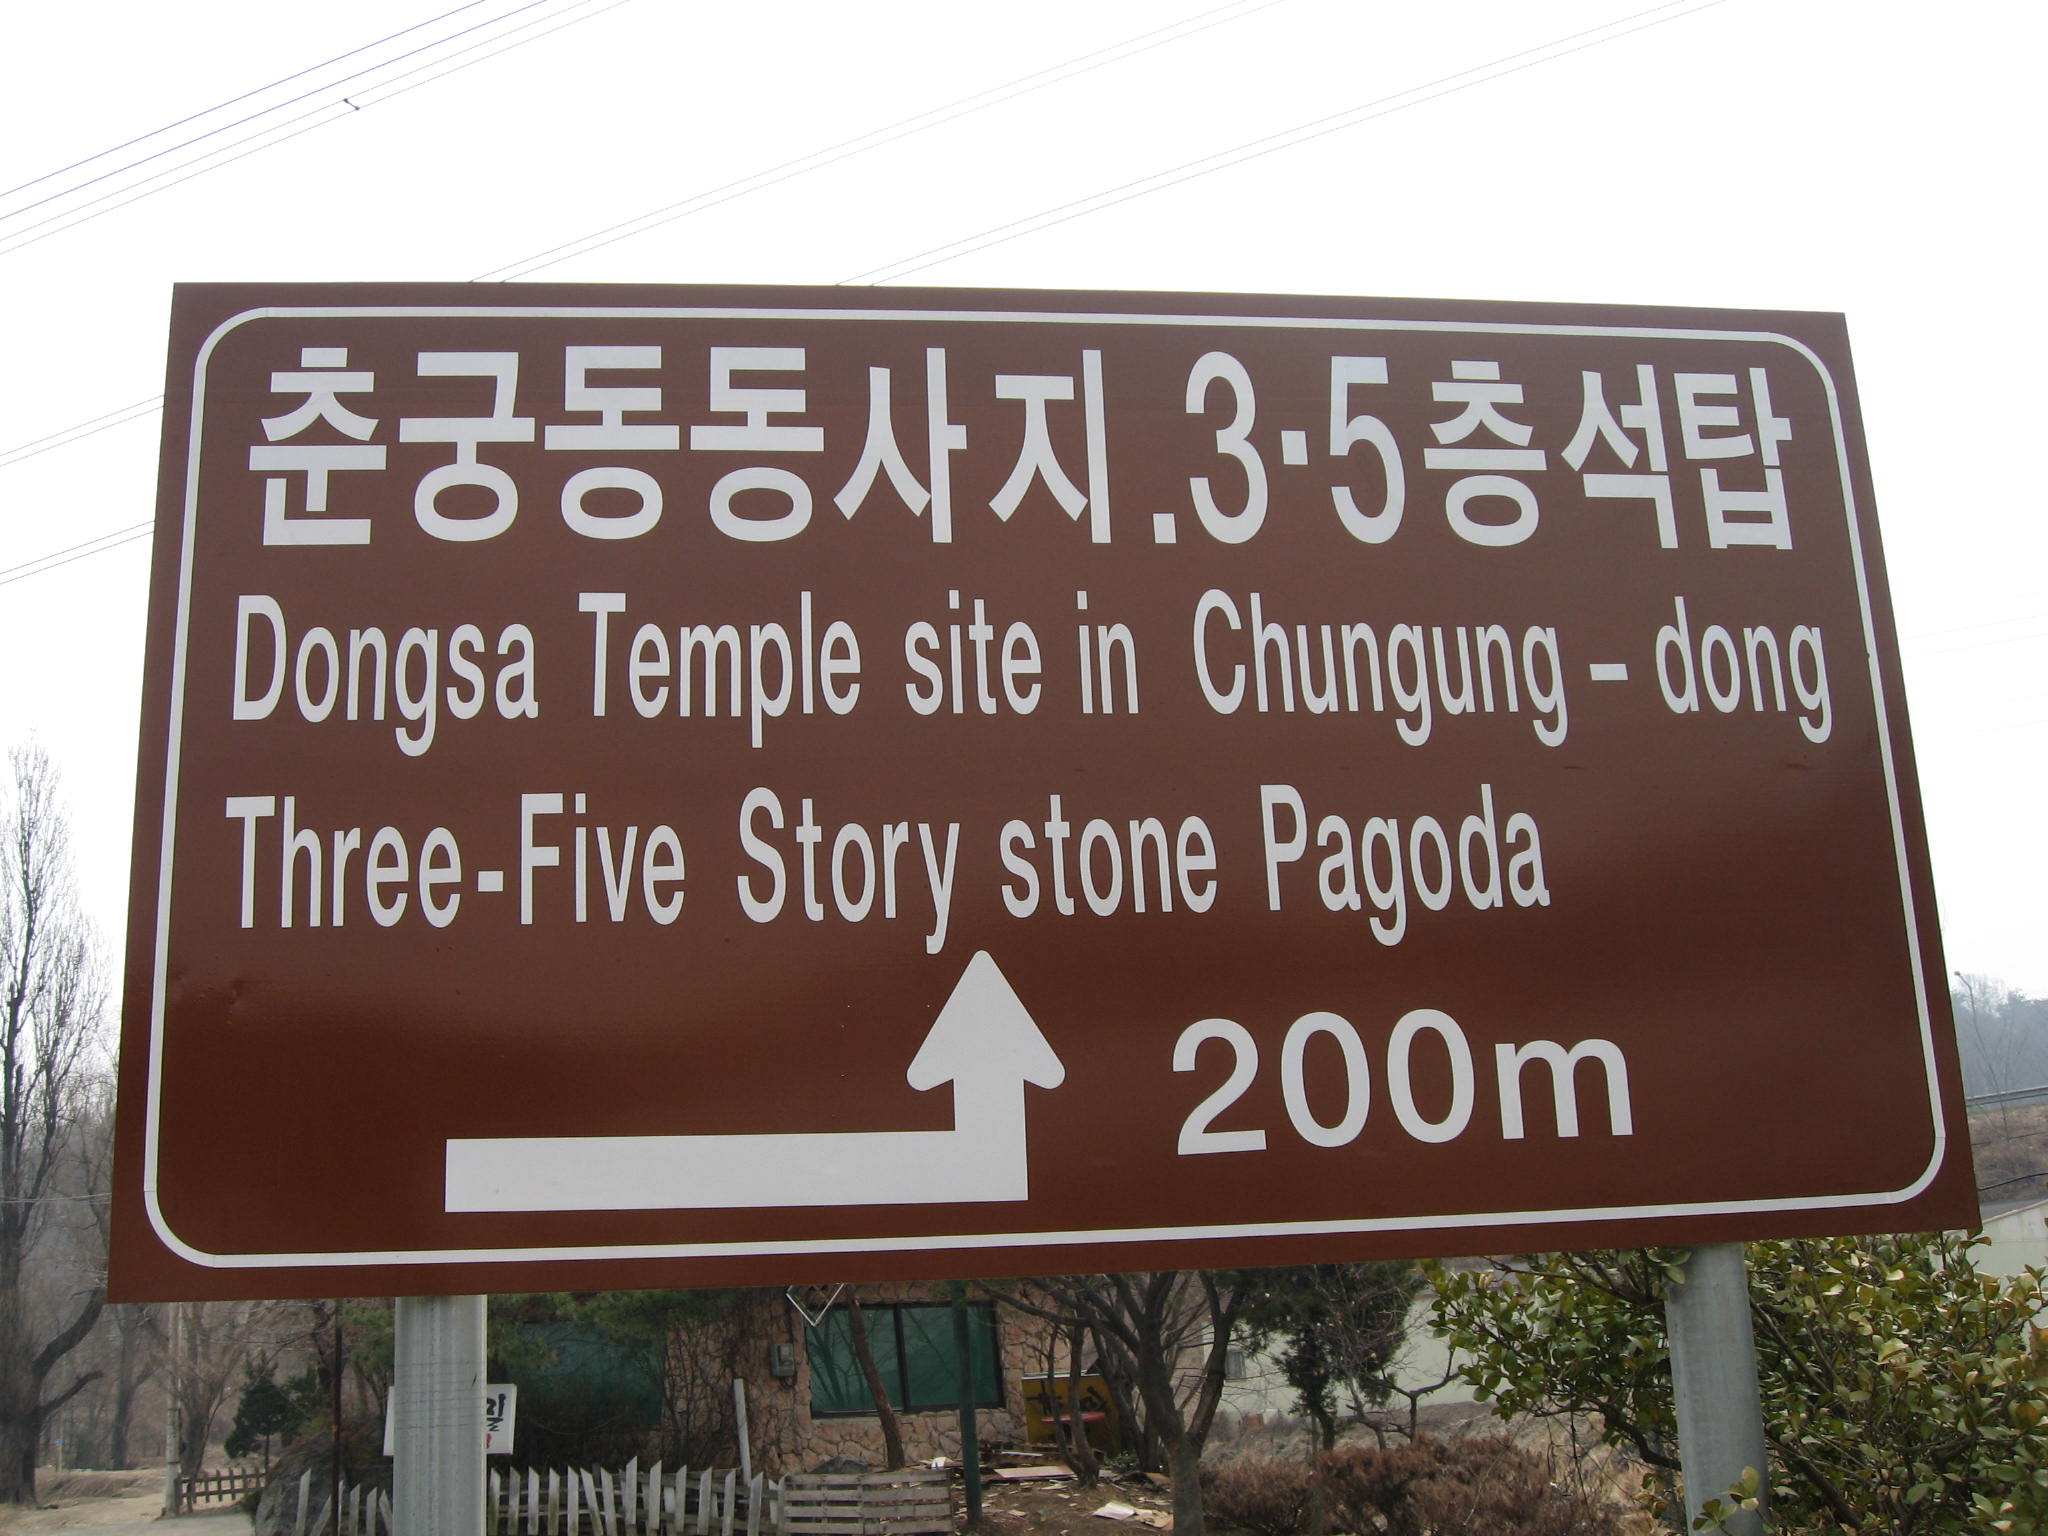 춘궁동동사지.3·5층석탑
Dongsa Temple site in Chungung-dong
Three-Five Story stone Pagoda
200m